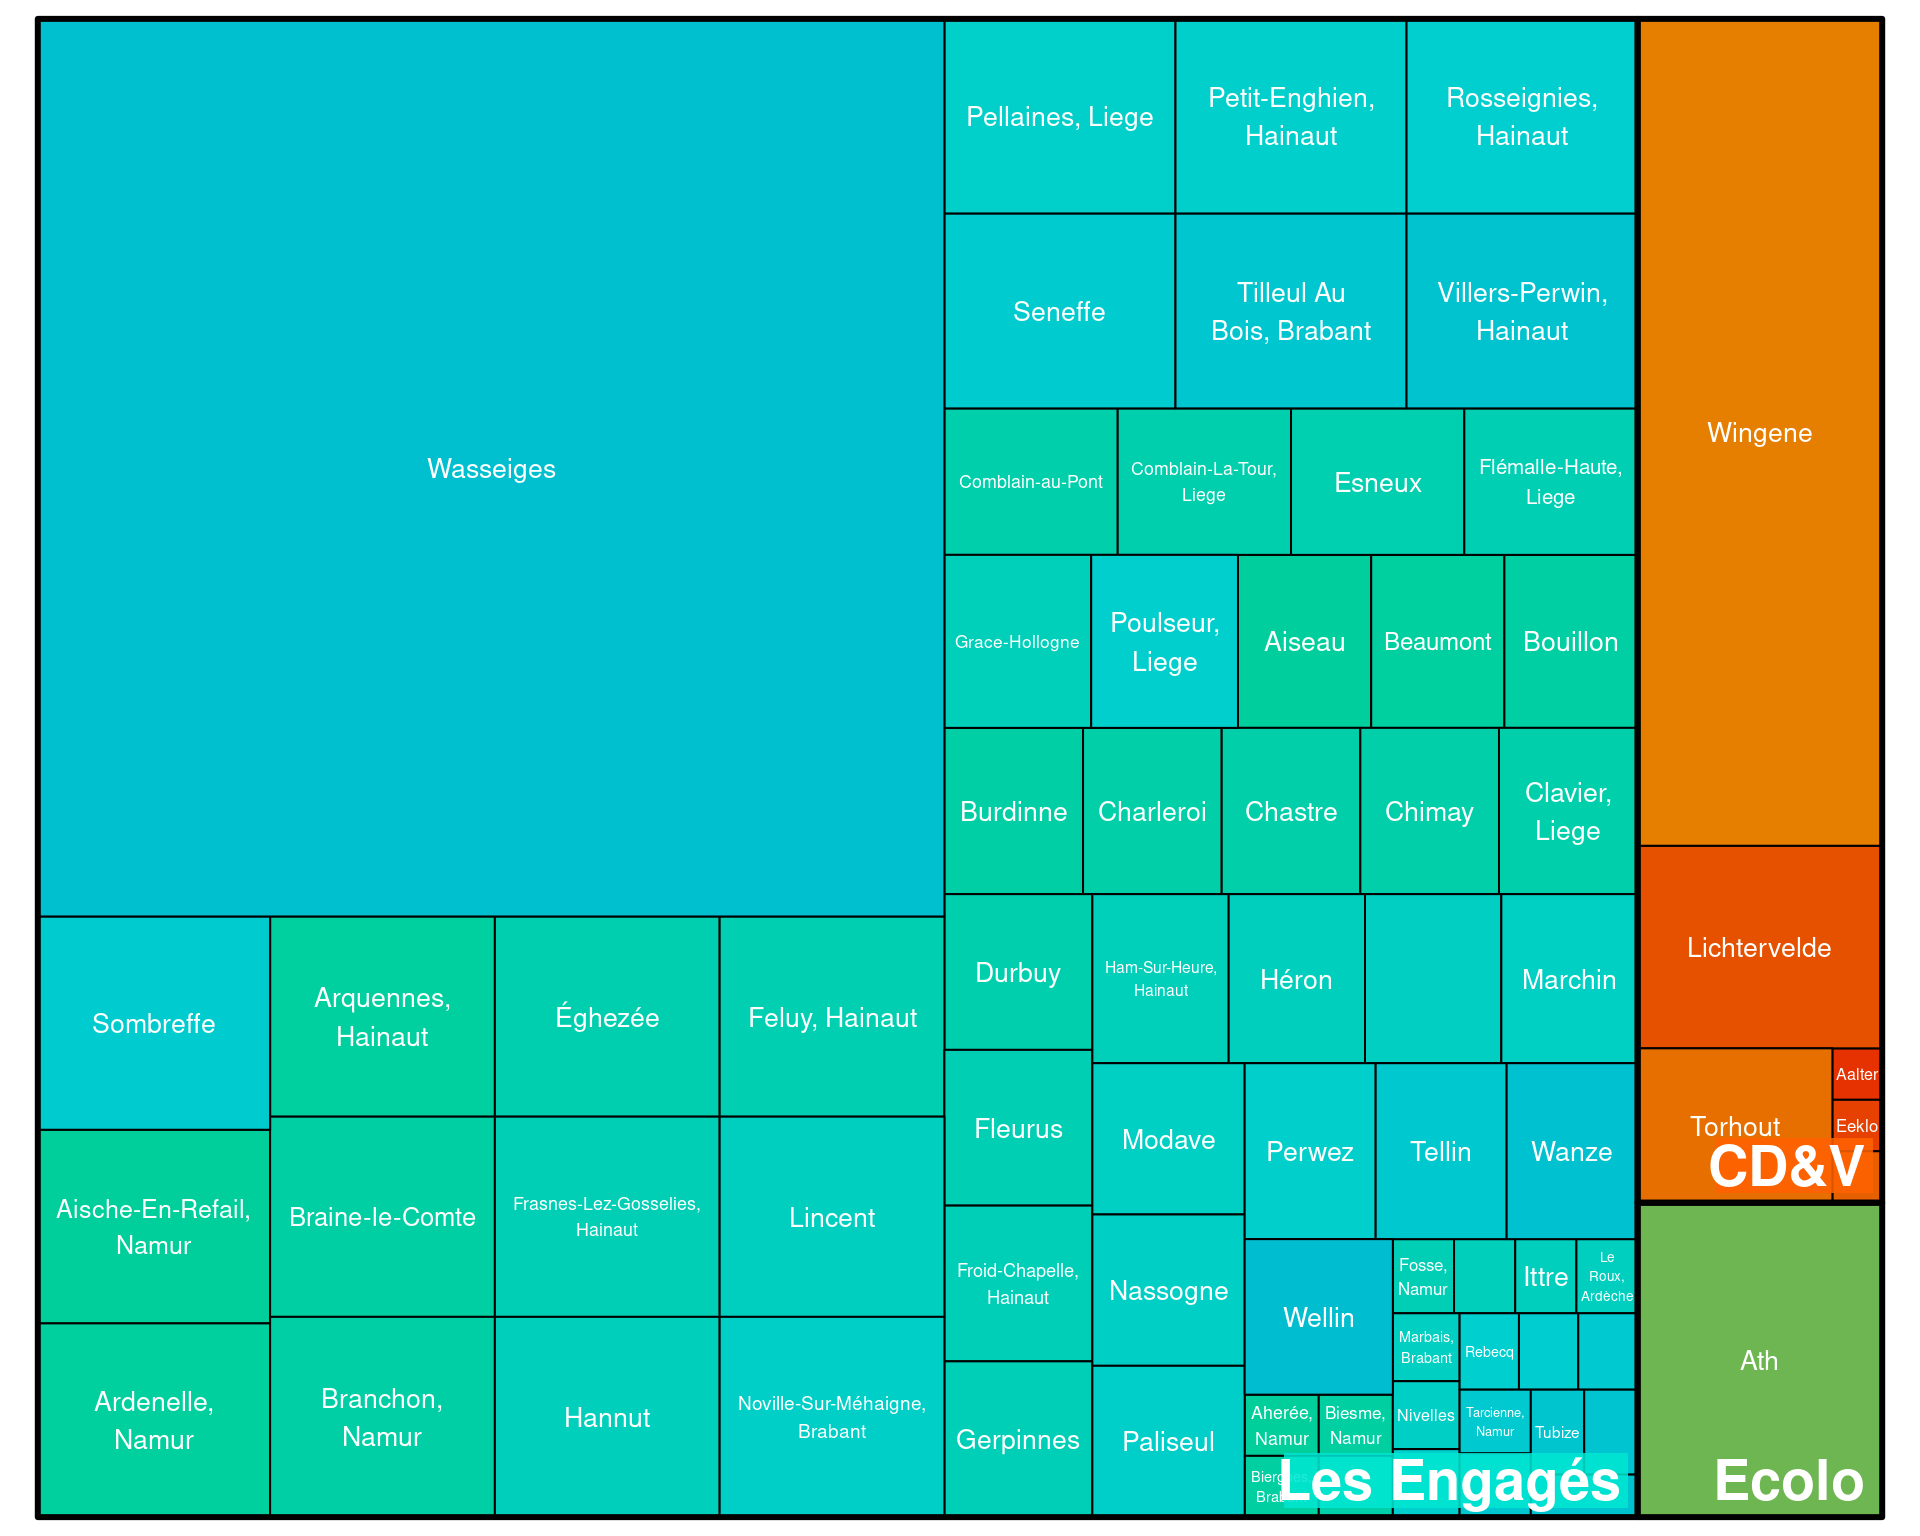 Wasseiges
Pellaines, Liege
Petit-Enghien,
Hainaut
Rosseignies,
Hainaut
Seneffe
Tilleul Au
Bois, Brabant
Villers-Perwin,
Hainaut
Comblain-au-Pont
Comblain-La-Tour,
Liege
Esneux
Flémalle-Haute,
Liege
Grace-Hollogne
Poulseur,
Liege
Aiseau
Beaumont
Bouillon
Burdinne
Charleroi
Chastre
Chimay
Clavier,
Liege
Durbuy
Ham-Sur-Heure,
Hainaut
Héron
Marchin
Sombreffe
Arquennes,
Hainaut
Éghezée
Feluy, Hainaut
Fleurus
Modave
Perwez
Tellin
Wanze
Aische-En-Refail,
Namur
Braine-le-Comte
Frasnes-Lez-Gosselies,
Hainaut
Lincent
Froid-Chapelle,
Hainaut
Nassogne
Wellin
Fosse,
Namur
Ittre
Le
Roux,
Ardèche
Marbais,
Brabant
Rebecq
Ardenelle,
Namur
Branchon,
Namur
Hannut
Noville-Sur-Méhaigne,
Brabant
Gerpinnes
Paliseul
Aherée,
Namur
Biesme,
Namur
Nivelles
Tarcienne,
Namur
Tubize
Les Engagés
Wingene
Lichtervelde
Torhout
Aalter
Eeklo
CD&V
Ath
Ecolo